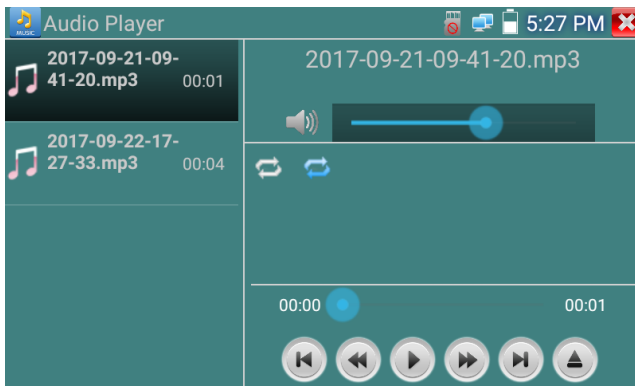 MUSIC
Audio Player
5:27 PM
2017-09-21-09-
41-20.mp3
00:01
2017-09-22-17-
27-33.mp3
00:04
2017-09-21-09-41-20.mp3
00:00
00:01